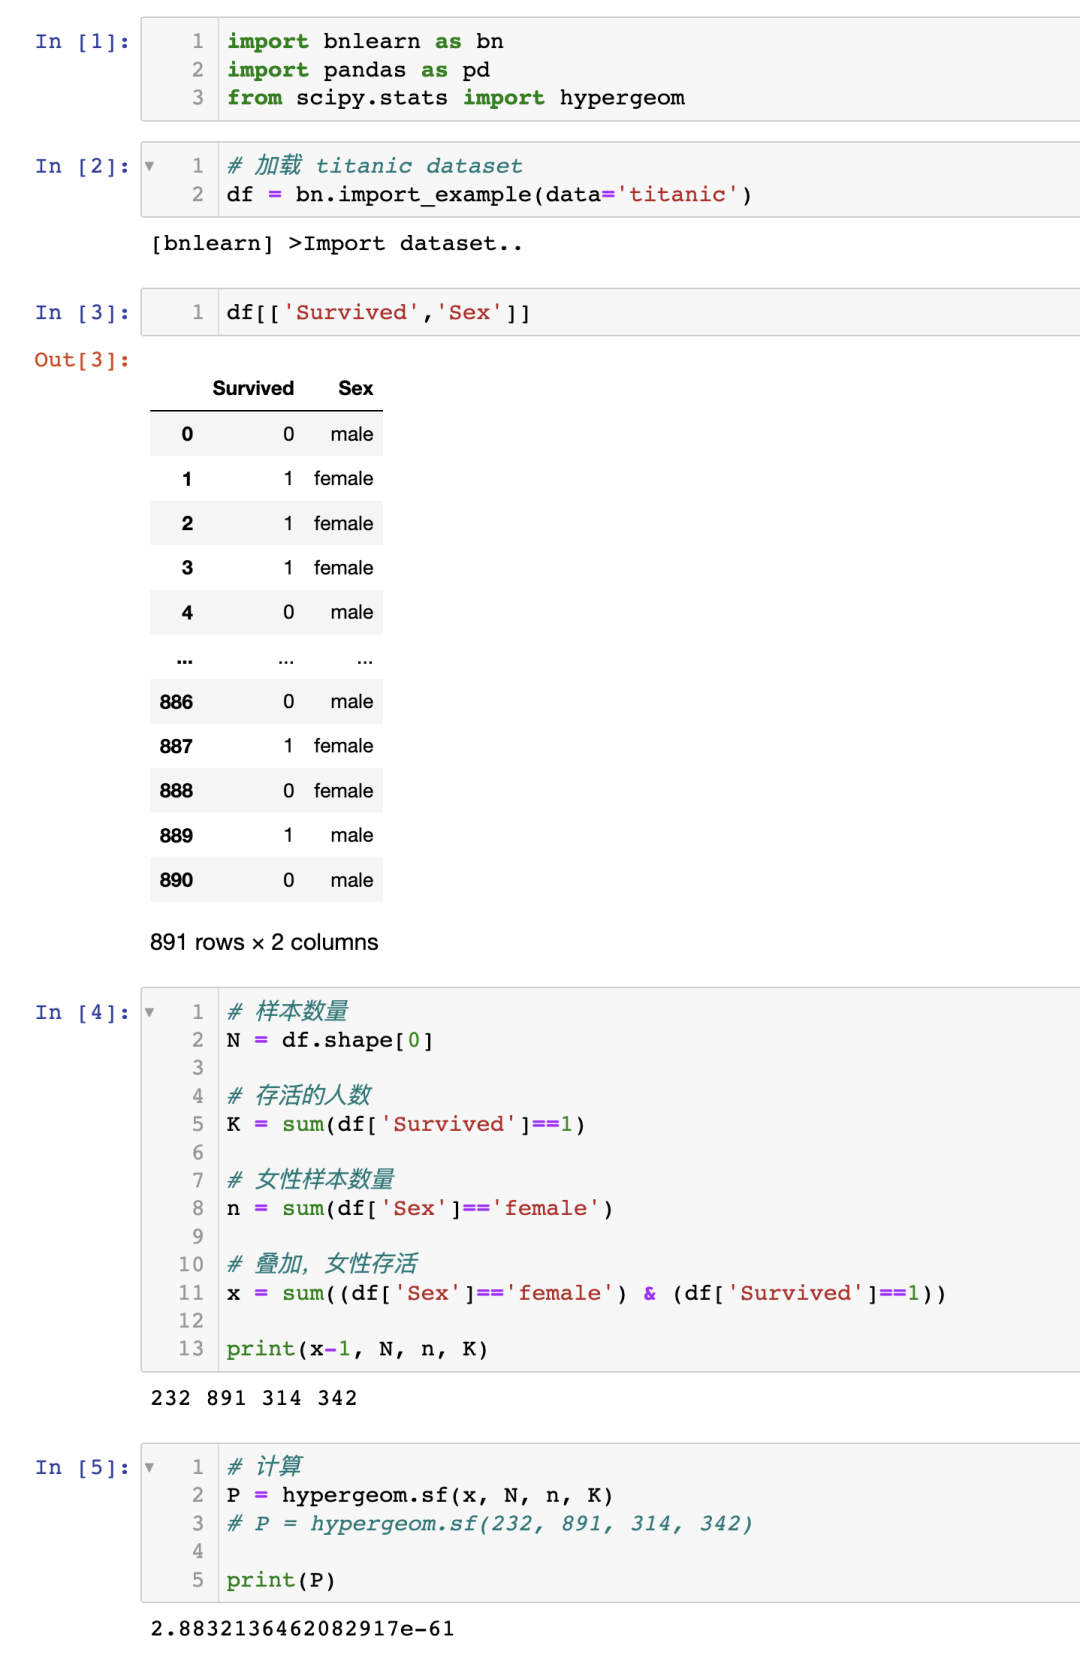 In [1]:
1 import bnlearn as bn
2 import pandas as pd
3 from scipy.stats import hypergeom
In [2]:
1 # 加载 titanic dataset
2 df = bn.import_example(data='titanic')
[bnlearn] >Import dataset..
In [3]:
1 df[['Survived','Sex']]
Out[3]:
Survived Sex
0 0 male
1 1 female
2 1 female
3 1 female
4 0 male
... ... ...
886 0 male
887 1 female
888 0 female
889 1 male
890 0 male
891 rows × 2 columns
In [4]:
1 # 样本数量
2 N = df.shape[0]
3
4 # 存活的人数
5 K = sum(df['Survived']==1)
6
7 # 女性样本数量
8 n = sum(df['Sex']=='female')
9
10 # 叠加, 女性存活
11 x = sum((df['Sex']=='female') & (df['Survived']==1))
12
13 print(x-1, N, n, K)
232 891 314 342
In [5]:
1 # 计算
2 P = hypergeom.sf(x, N, n, K)
3 # P = hypergeom.sf(232, 891, 314, 342)
4
5 print(P)
2.8832136462082917e-61